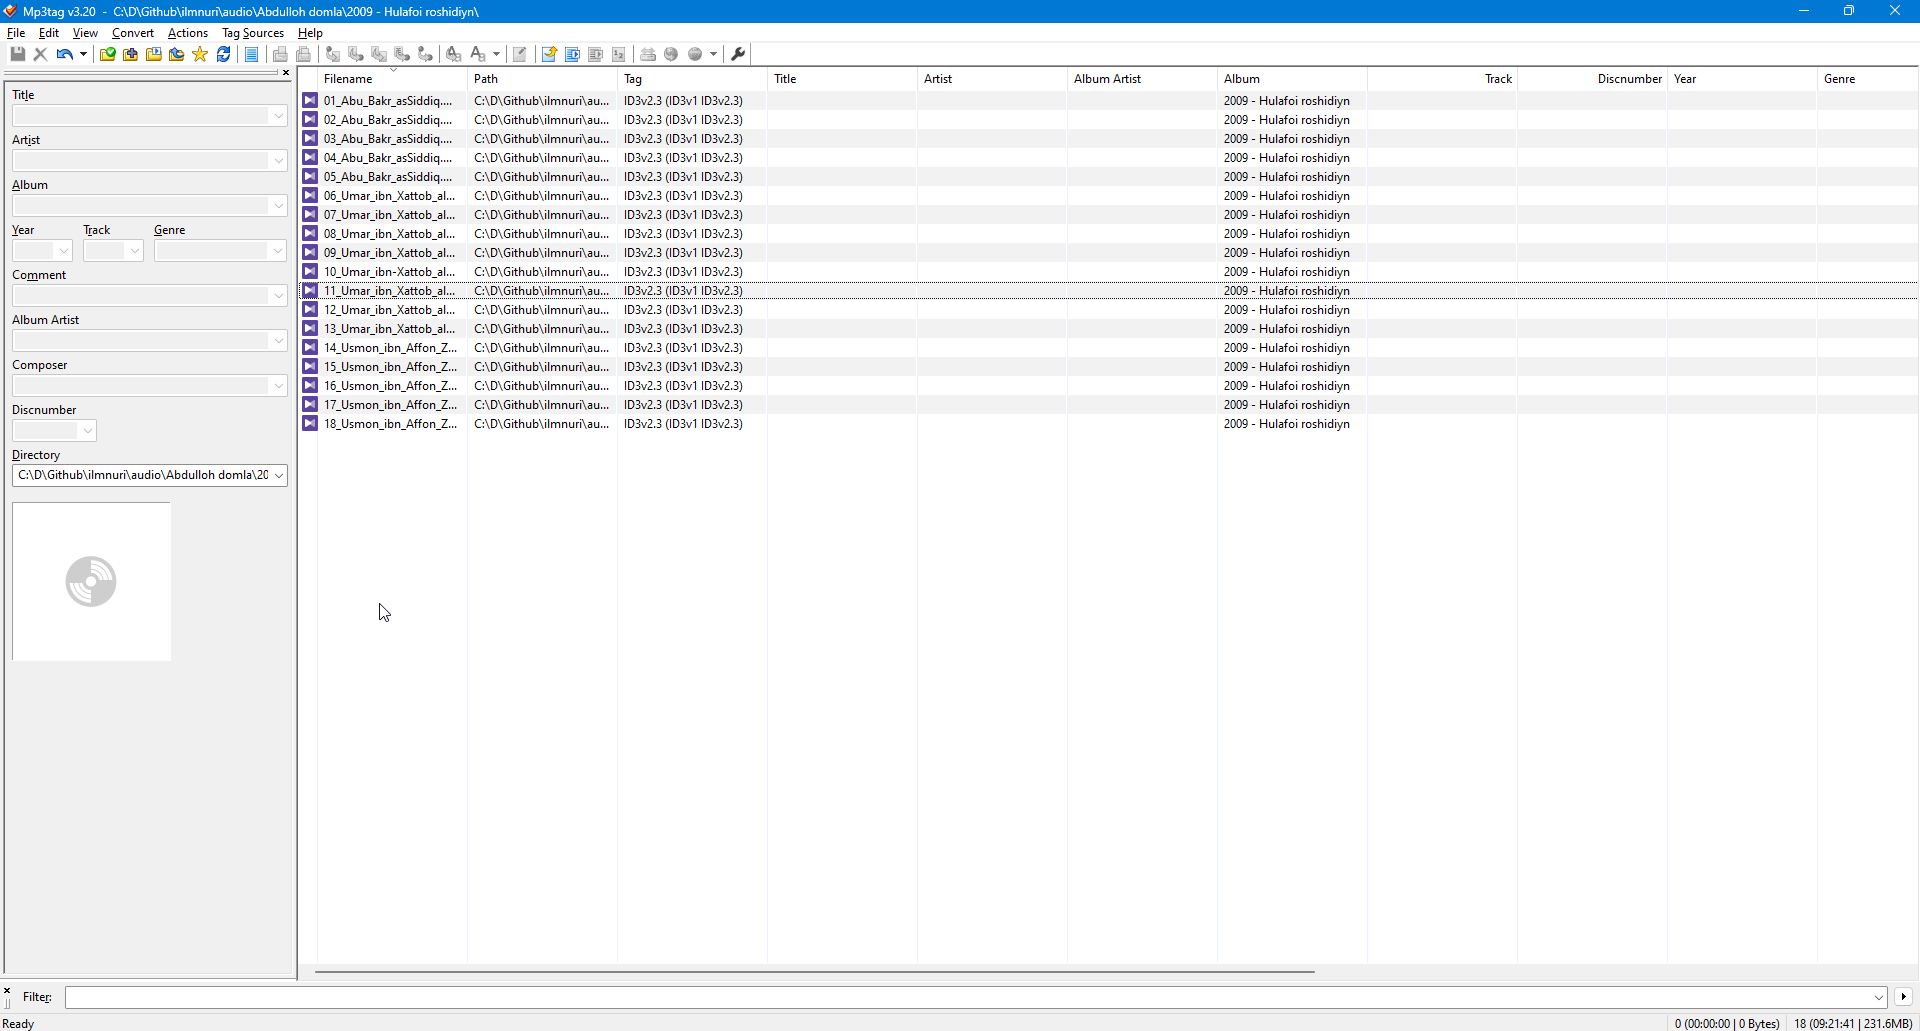 Mp3tag v3.20 - C:\D\Github\ilmnuri\audio\Abdulloh domla\2009 - Hulafoi roshidiyn\
File Edit View Convert Actions Tag Sources Help
Title
Artist
Album
Year Track Genre
Comment
Album Artist
Composer
Discnumber
Directory
C:\D\Github\ilmnuri\audio\Abdulloh domla\20
Filename Path Tag Title Artist Album Artist Album Track Discnumber Year Genre
01_Abu_Bakr_asSiddiq.... C:\D\Github\ilmnuri\au... ID3v2.3 (ID3v1 ID3v2.3) 2009 - Hulafoi roshidiyn
02_Abu_Bakr_asSiddiq.... C:\D\Github\ilmnuri\au... ID3v2.3 (ID3v1 ID3v2.3) 2009 - Hulafoi roshidiyn
03_Abu_Bakr_asSiddiq.... C:\D\Github\ilmnuri\au... ID3v2.3 (ID3v1 ID3v2.3) 2009 - Hulafoi roshidiyn
04_Abu_Bakr_asSiddiq.... C:\D\Github\ilmnuri\au... ID3v2.3 (ID3v1 ID3v2.3) 2009 - Hulafoi roshidiyn
05_Abu_Bakr_asSiddiq.... C:\D\Github\ilmnuri\au... ID3v2.3 (ID3v1 ID3v2.3) 2009 - Hulafoi roshidiyn
06_Umar_ibn_Xattob_al... C:\D\Github\ilmnuri\au... ID3v2.3 (ID3v1 ID3v2.3) 2009 - Hulafoi roshidiyn
07_Umar_ibn_Xattob_al... C:\D\Github\ilmnuri\au... ID3v2.3 (ID3v1 ID3v2.3) 2009 - Hulafoi roshidiyn
08_Umar_ibn_Xattob_al... C:\D\Github\ilmnuri\au... ID3v2.3 (ID3v1 ID3v2.3) 2009 - Hulafoi roshidiyn
09_Umar_ibn_Xattob_al... C:\D\Github\ilmnuri\au... ID3v2.3 (ID3v1 ID3v2.3) 2009 - Hulafoi roshidiyn
10_Umar_ibn-Xattob_al... C:\D\Github\ilmnuri\au... ID3v2.3 (ID3v1 ID3v2.3) 2009 - Hulafoi roshidiyn
11_Umar_ibn_Xattob_al... C:\D\Github\ilmnuri\au... ID3v2.3 (ID3v1 ID3v2.3) 2009 - Hulafoi roshidiyn
12_Umar_ibn_Xattob_al... C:\D\Github\ilmnuri\au... ID3v2.3 (ID3v1 ID3v2.3) 2009 - Hulafoi roshidiyn
13_Umar_ibn_Xattob_al... C:\D\Github\ilmnuri\au... ID3v2.3 (ID3v1 ID3v2.3) 2009 - Hulafoi roshidiyn
14_Usmon_ibn_Affon_Z... C:\D\Github\ilmnuri\au... ID3v2.3 (ID3v1 ID3v2.3) 2009 - Hulafoi roshidiyn
15_Usmon_ibn_Affon_Z... C:\D\Github\ilmnuri\au... ID3v2.3 (ID3v1 ID3v2.3) 2009 - Hulafoi roshidiyn
16_Usmon_ibn_Affon_Z... C:\D\Github\ilmnuri\au... ID3v2.3 (ID3v1 ID3v2.3) 2009 - Hulafoi roshidiyn
17_Usmon_ibn_Affon_Z... C:\D\Github\ilmnuri\au... ID3v2.3 (ID3v1 ID3v2.3) 2009 - Hulafoi roshidiyn
18_Usmon_ibn_Affon_Z... C:\D\Github\ilmnuri\au... ID3v2.3 (ID3v1 ID3v2.3) 2009 - Hulafoi roshidiyn
Filter:
Ready 0 (00:00:00 | 0 Bytes) 18 (09:21:41 | 231.6MB)